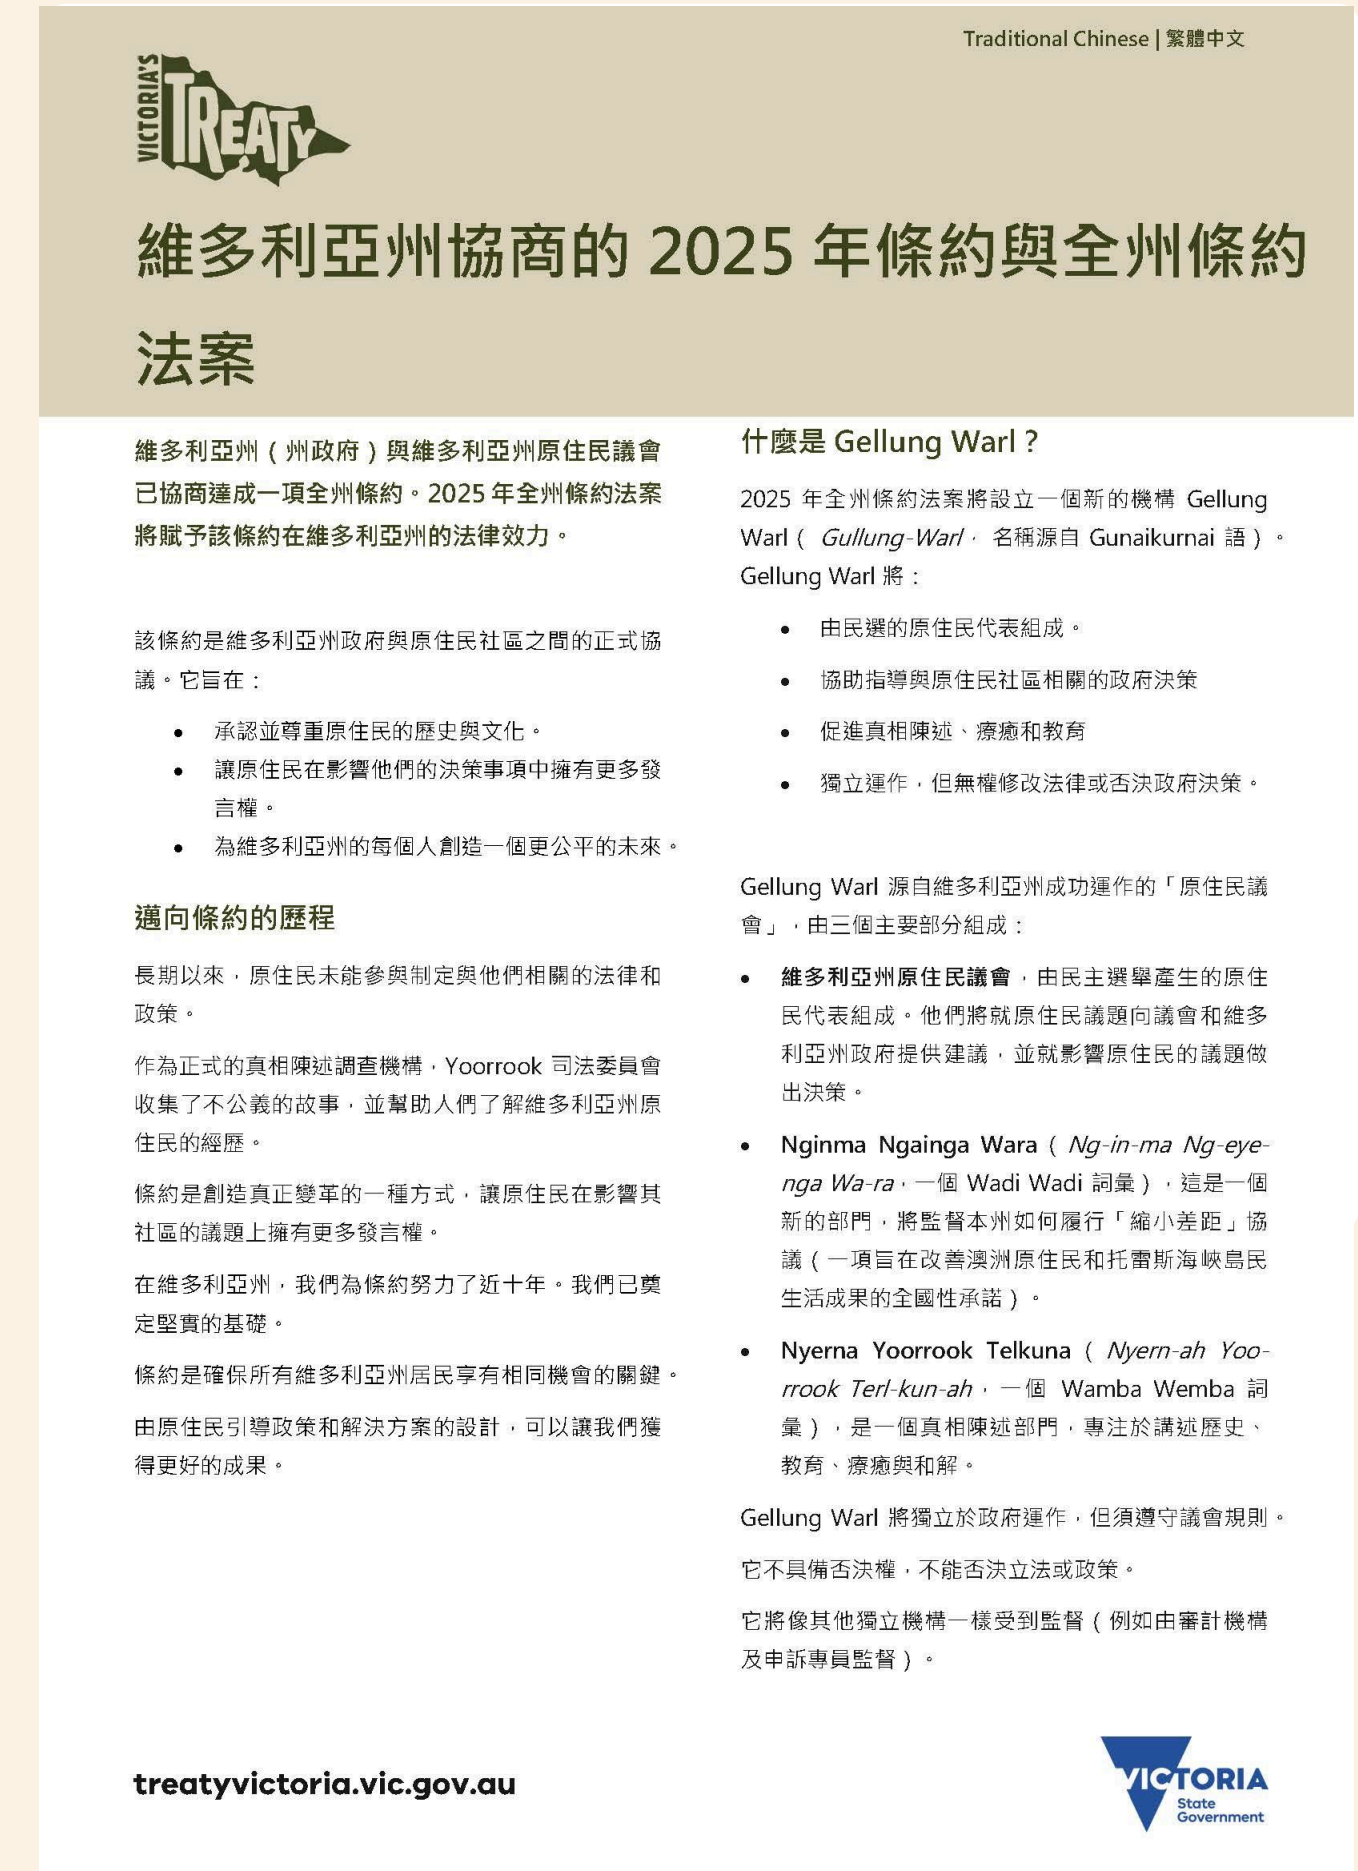 Traditional Chinese | 繁體中文
VICTORIA'S
TREATY
維多利亞州協商的 2025 年條約與全州條約
法案
維多利亞州（州政府）與維多利亞州原住民議會
已協商達成一項全州條約。2025 年全州條約法案
將賦予該條約在維多利亞州的法律效力。
該條約是維多利亞州政府與原住民社區之間的正式協
議。它旨在：
• 承認並尊重原住民的歷史與文化。
• 讓原住民在影響他們的決策事項中擁有更多發
言權。
• 為維多利亞州的每個人創造一個更公平的未來。
邁向條約的歷程
長期以來，原住民未能參與制定與他們相關的法律和
政策。
作為正式的真相陳述調查機構，Yoorrook 司法委員會
收集了不公義的故事，並幫助人們了解維多利亞州原
住民的經歷。
條約是創造真正變革的一種方式，讓原住民在影響其
社區的議題上擁有更多發言權。
在維多利亞州，我們為條約努力了近十年。我們已奠
定堅實的基礎。
條約是確保所有維多利亞州居民享有相同機會的關鍵。
由原住民引導政策和解決方案的設計，可以讓我們獲
得更好的成果。
什麼是 Gellung Warl？
2025 年全州條約法案將設立一個新的機構 Gellung
Warl（ Gullung-Warl，名稱源自 Gunaikurnai 語）。
Gellung Warl 將：
• 由民選的原住民代表組成。
• 協助指導與原住民社區相關的政府決策
• 促進真相陳述、療癒和教育
• 獨立運作，但無權修改法律或否決政府決策。
Gellung Warl 源自維多利亞州成功運作的「原住民議
會」，由三個主要部分組成：
• 維多利亞州原住民議會，由民主選舉產生的原住
民代表組成。他們將就原住民議題向議會和維多
利亞州政府提供建議，並就影響原住民的議題做
出決策。
• Nginma Ngainga Wara（ Ng-in-ma Ng-eye-
nga Wa-ra，一個 Wadi Wadi 詞彙），這是一個
新的部門，將監督本州如何履行「縮小差距」協
議（一項旨在改善澳洲原住民和托雷斯海峽島民
生活成果的全國性承諾）。
• Nyerna Yoorrook Telkuna（ Nyern-ah Yoo-
rrook Terl-kun-ah，一個 Wamba Wemba 詞
彙），是一個真相陳述部門，專注於講述歷史、
教育、療癒與和解。
Gellung Warl 將獨立於政府運作，但須遵守議會規則。
它不具備否決權，不能否決立法或政策。
它將像其他獨立機構一樣受到監督（例如由審計機構
及申訴專員監督）。
treatyvictoria.vic.gov.au
VICTORIA
State
Government